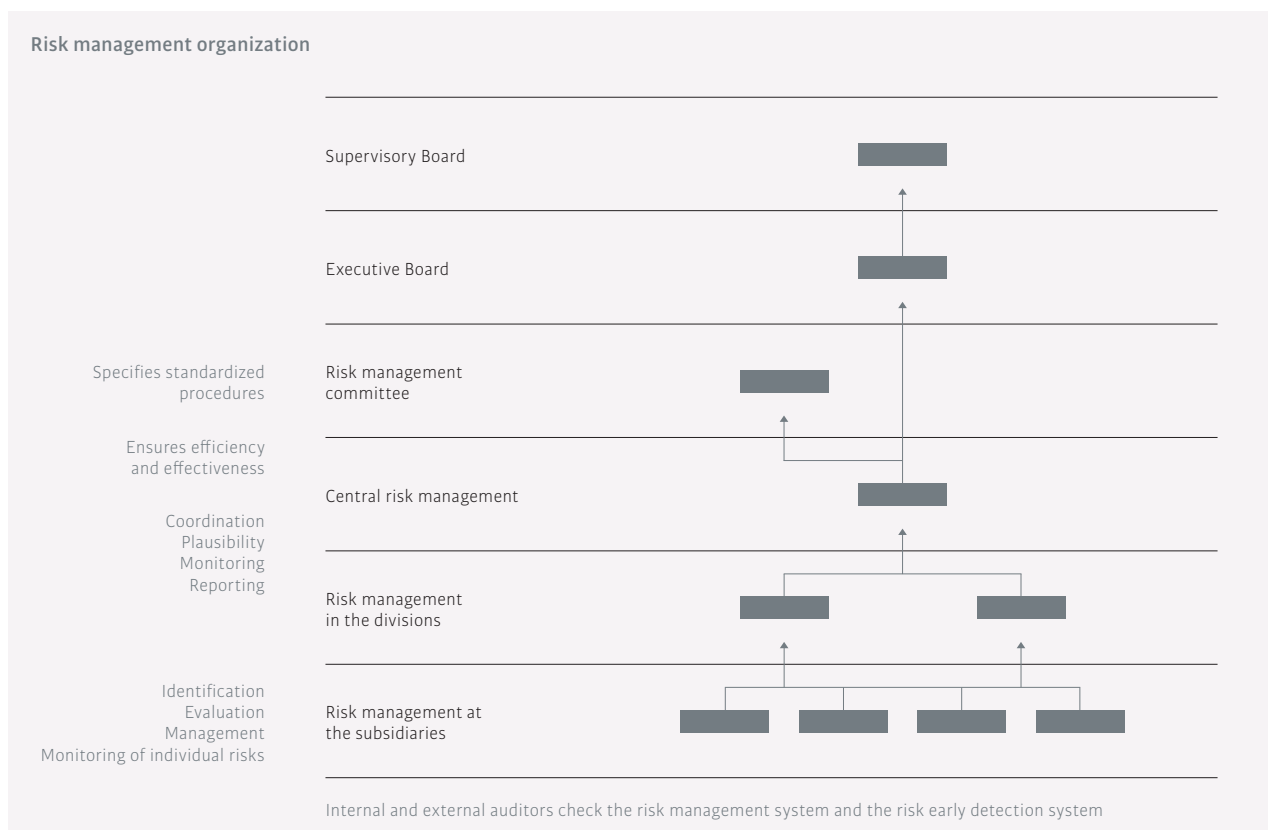 Risk management organization
Supervisory Board
Executive Board
Specifies standardized
procedures
Risk management
committee
Ensures efficiency
and effectiveness
Central risk management
Coordination
Plausibility
Monitoring
Reporting
Risk management
in the divisions
Identification
Evaluation
Management
Monitoring of individual risks
Risk management at
the subsidiaries
Internal and external auditors check the risk management system and the risk early detection system